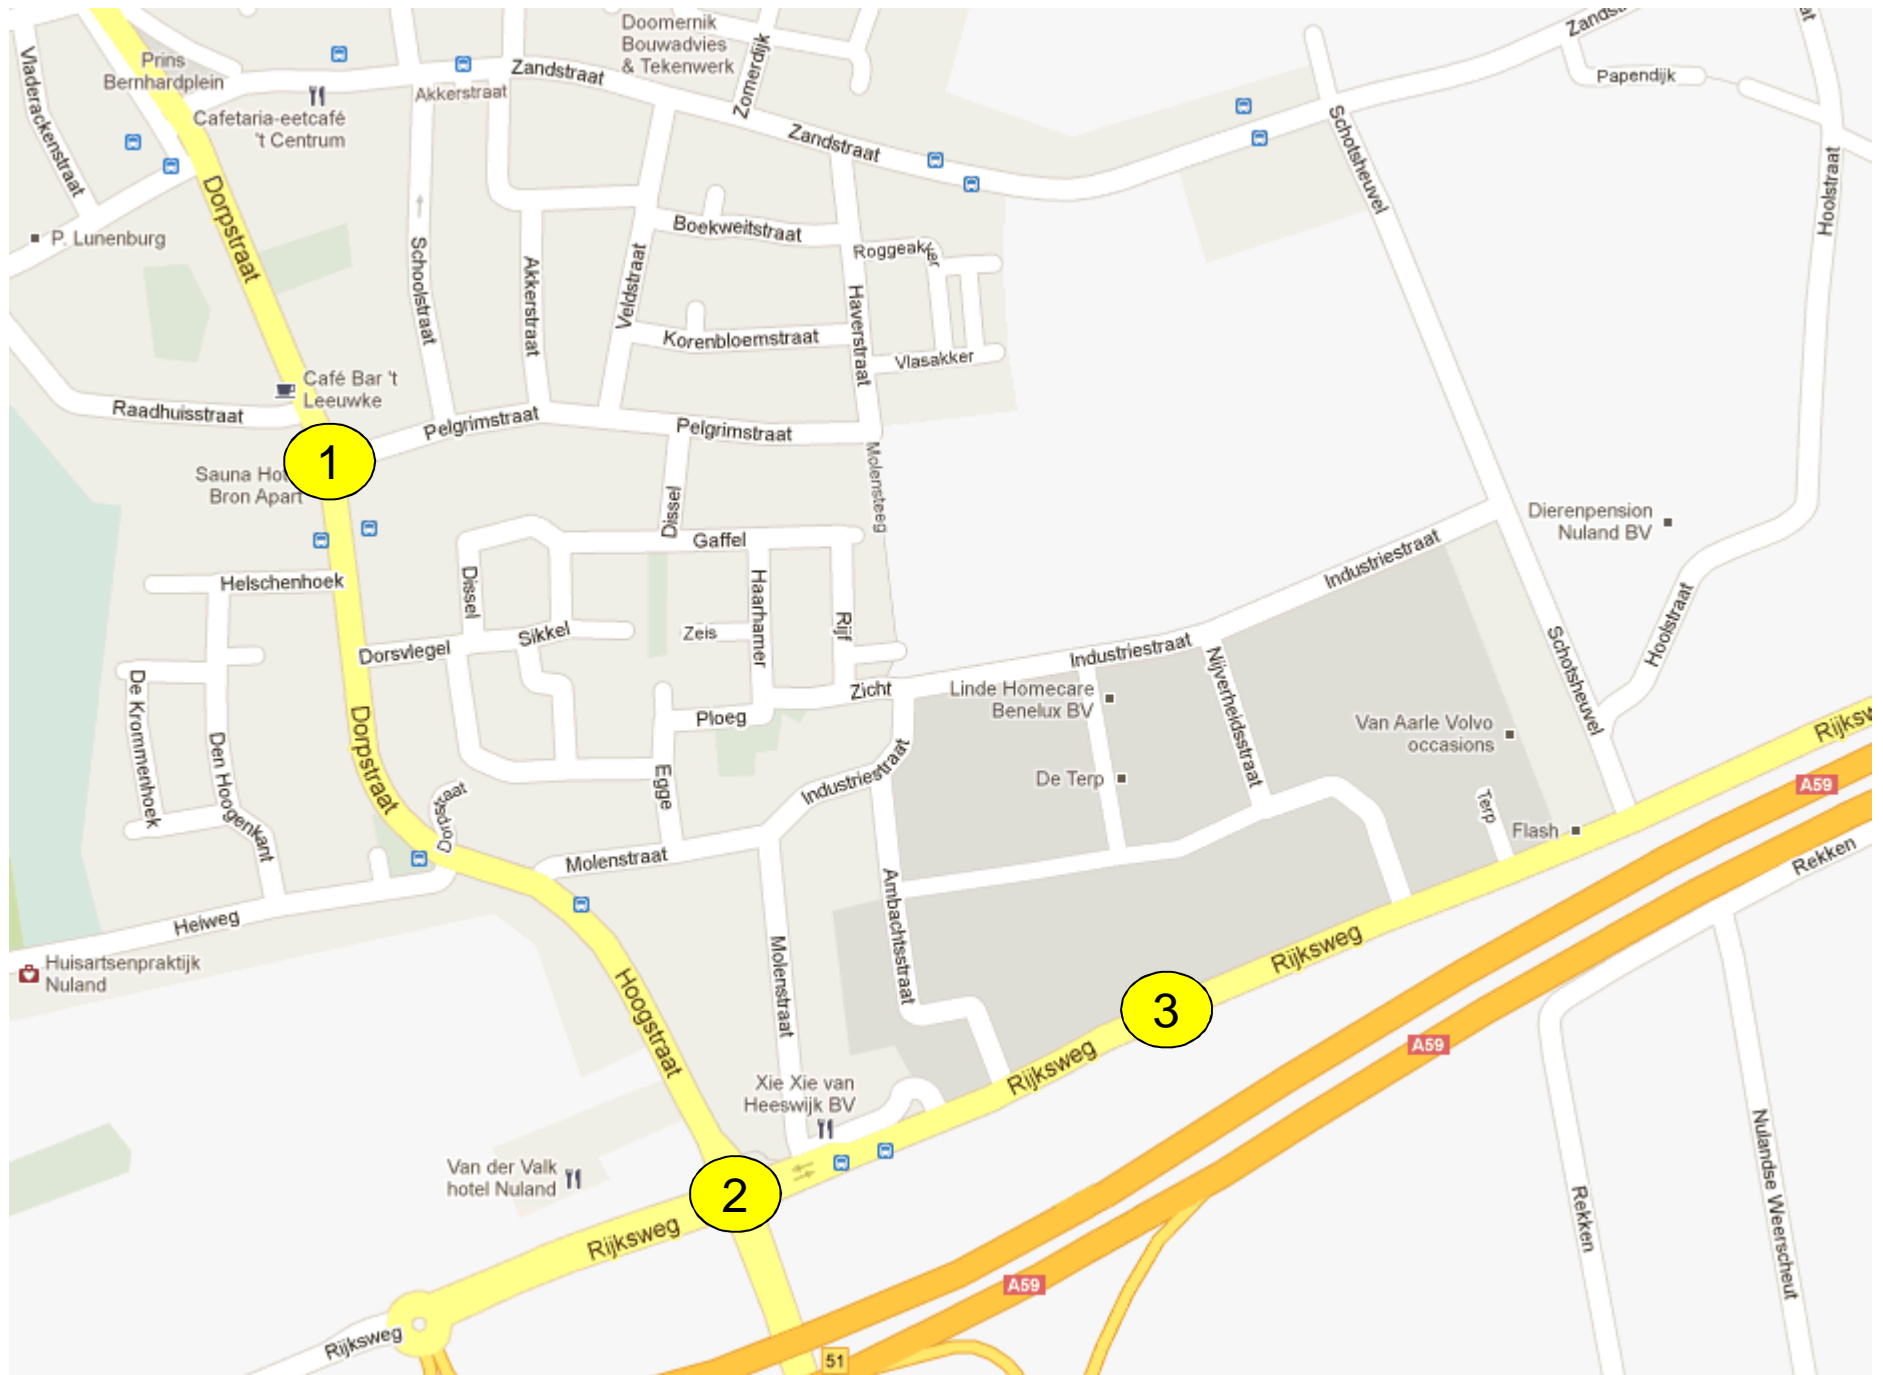 Doomernik
Bouwadvies
& Tekenwerk
Zomerdijk
Vladerackenstraat
Prins
Bernhardplein
Cafetaria-eetcafé
't Centrum
Akkerstraat
Zandstraat
Zandstraat
Papendijk
Schotsheuvel
Hoolstraat
Dorpstraat
P. Lunenburg
Schoolstraat
Akkerstraat
Veldstraat
Boekweitstraat
Roggeakker
Haverstraat
Korenbloemstraat
Vlasakker
Café Bar 't
Leeuwke
Raadhuisstraat
Pelgrimstraat
Pelgrimstraat
1
Sauna
Bron Apart
Molensteeg
Dissel
Gaffel
Dierenpension
Nuland BV
Industriestraat
Helschenhoek
Dissel
Haarhamer
Rijf
Zeis
Sikkel
Dorsvlegel
Hoolstraat
Schotsheuvel
Industriestraat
Nijverheidsstraat
Zicht
Linde Homecare
Benelux BV
Ploeg
Van Aarle Volvo
occasions
Rijksw
De Krommenhoek
Den Hoogenkant
Dorpstraat
Dorpstraat
Egge
Industriestraat
De Terp
Terp
A59
Flash
Rekken
Molenstraat
Heiweg
Ambachtsstraat
Huisartsenpraktijk
Nuland
Hoogstraat
Molenstraat
Rijksweg
3
A59
Rijksweg
Xie Xie van
Heeswijk BV
Van der Valk
hotel Nuland
2
Rijksweg
Rekken
Nulandse Weerscheut
A59
Rijksweg
51